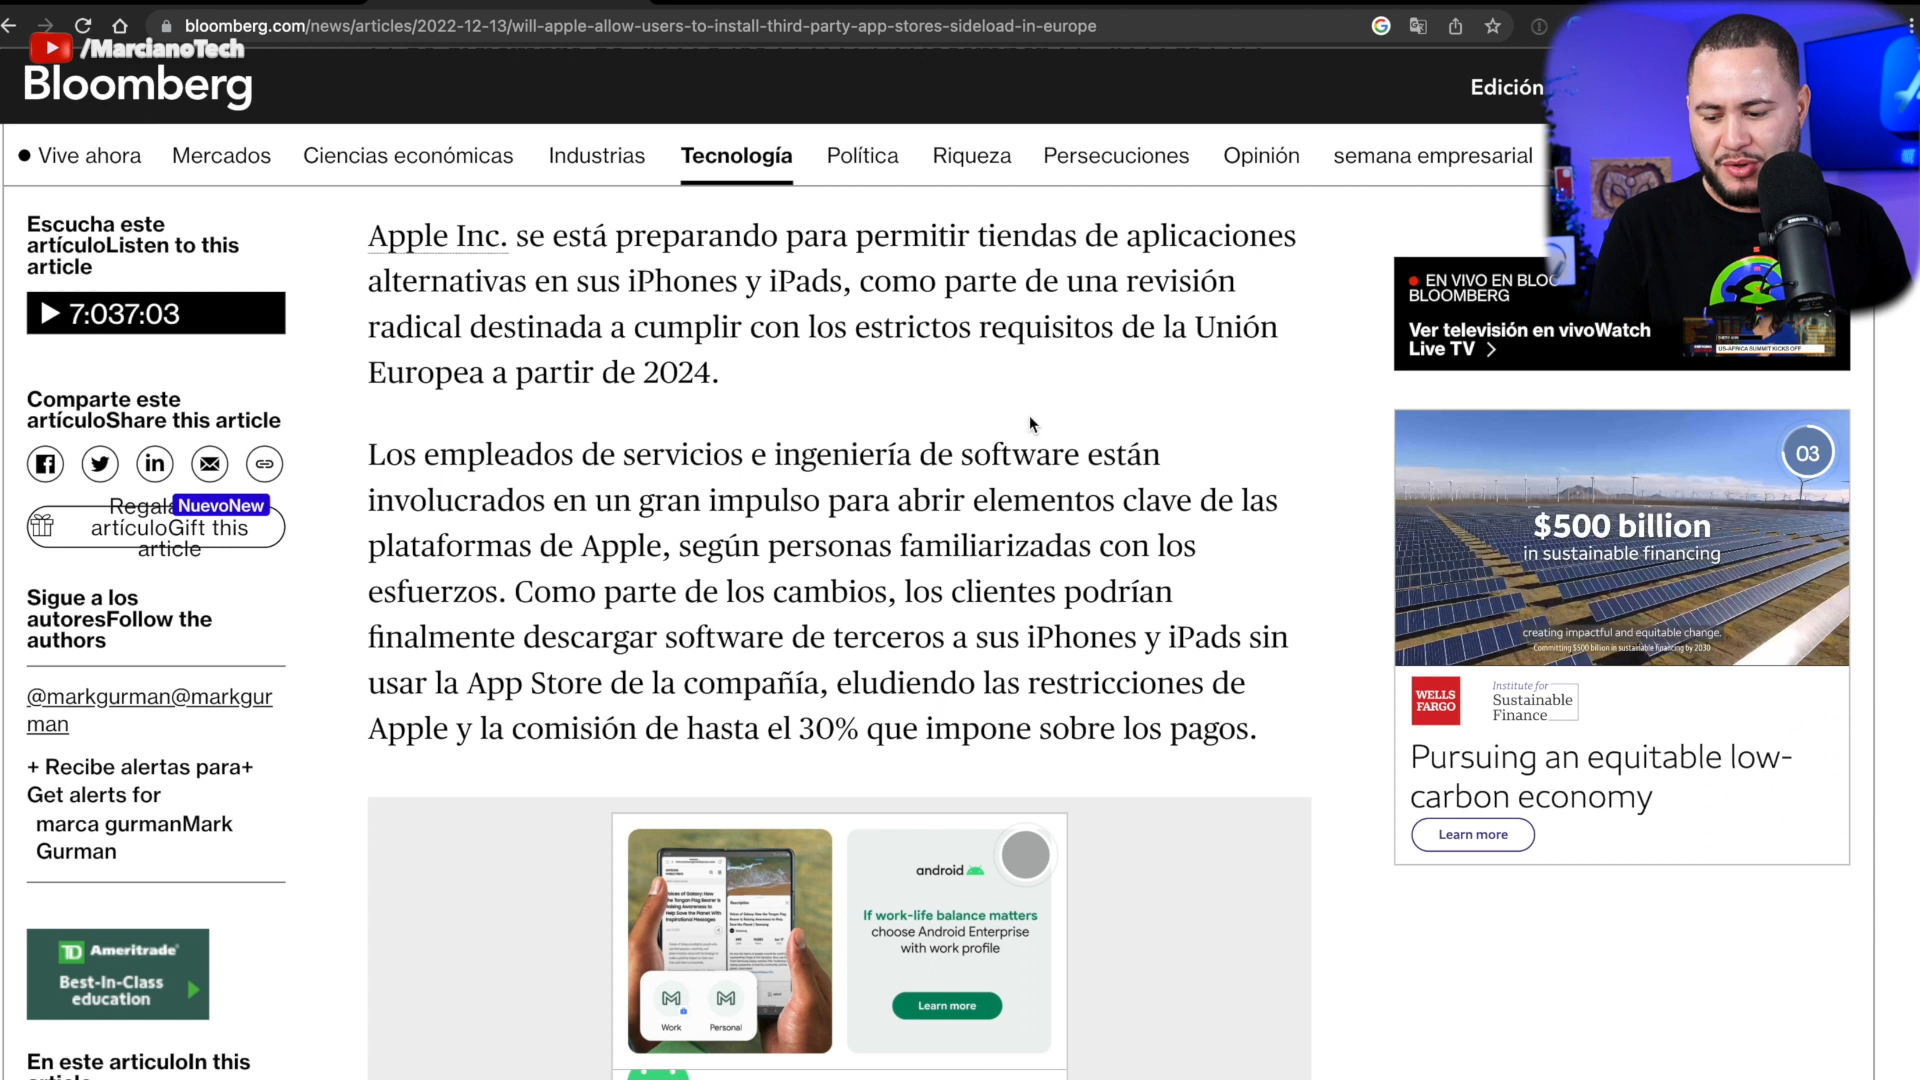 bloomberg.com/news/articles/2022-12-13/will-apple-allow-users-to-install-third-party-app-stores-sideload-in-europe
/MarcianoTech
Bloomberg
Edición
Vive ahora
Mercados
Ciencias económicas
Industrias
Tecnología
Política
Riqueza
Persecuciones
Opinión
semana empresarial
Escucha este
artículoListen to this
article
7:037:03
Comparte este
artículoShare this article
NuevoNew
artículoGift this
article
Sigue a los
autoresFollow the
authors
@markgurman@markgur
man
+ Recibe alertas para+
Get alerts for
marca gurmanMark
Gurman
Ameritrade
Best-In-Class
education
En este articuloIn this
Apple Inc. se está preparando para permitir tiendas de aplicaciones
alternativas en sus iPhones y iPads, como parte de una revisión
radical destinada a cumplir con los estrictos requisitos de la Unión
Europea a partir de 2024.
Los empleados de servicios e ingeniería de software están
involucrados en un gran impulso para abrir elementos clave de las
plataformas de Apple, según personas familiarizadas con los
esfuerzos. Como parte de los cambios, los clientes podrían
finalmente descargar software de terceros a sus iPhones y iPads sin
usar la App Store de la compañía, eludiendo las restricciones de
Apple y la comisión de hasta el 30% que impone sobre los pagos.
Work
Personal
android
If work-life balance matters
choose Android Enterprise
with work profile
Learn more
EN VIVO EN BLO
BLOOMBERG
Ver televisión en vivoWatch
Live TV
US-AFRICA SUMMIT KICKS OFF
03
$500 billion
in sustainable financing
creating impactful and equitable change.
Committing $500 billion in sustainable financing by 2030
WELLS
FARGO
Institute for
Sustainable
Finance
Pursuing an equitable low-
carbon economy
Learn more